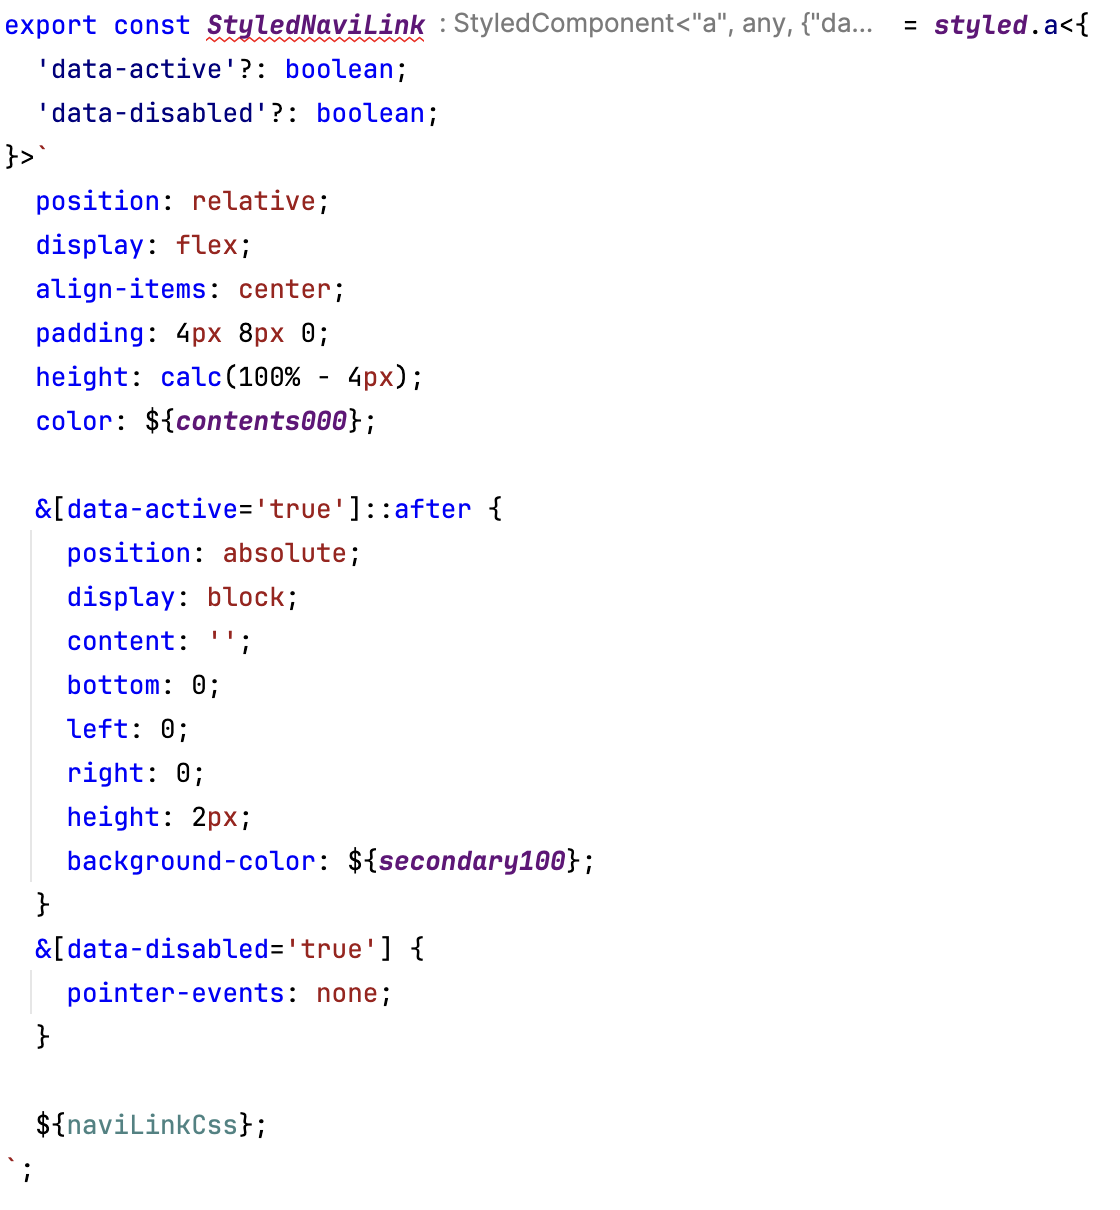 export const StyledNaviLink : StyledComponent<"a", any, {"da... = styled.a<{
  'data-active'?: boolean;
  'data-disabled'?: boolean;
}>`
  position: relative;
  display: flex;
  align-items: center;
  padding: 4px 8px 0;
  height: calc(100% - 4px);
  color: ${contents000};

  &[data-active='true']::after {
    position: absolute;
    display: block;
    content: '';
    bottom: 0;
    left: 0;
    right: 0;
    height: 2px;
    background-color: ${secondary100};
  }
  &[data-disabled='true'] {
    pointer-events: none;
  }

  ${naviLinkCss};
`;